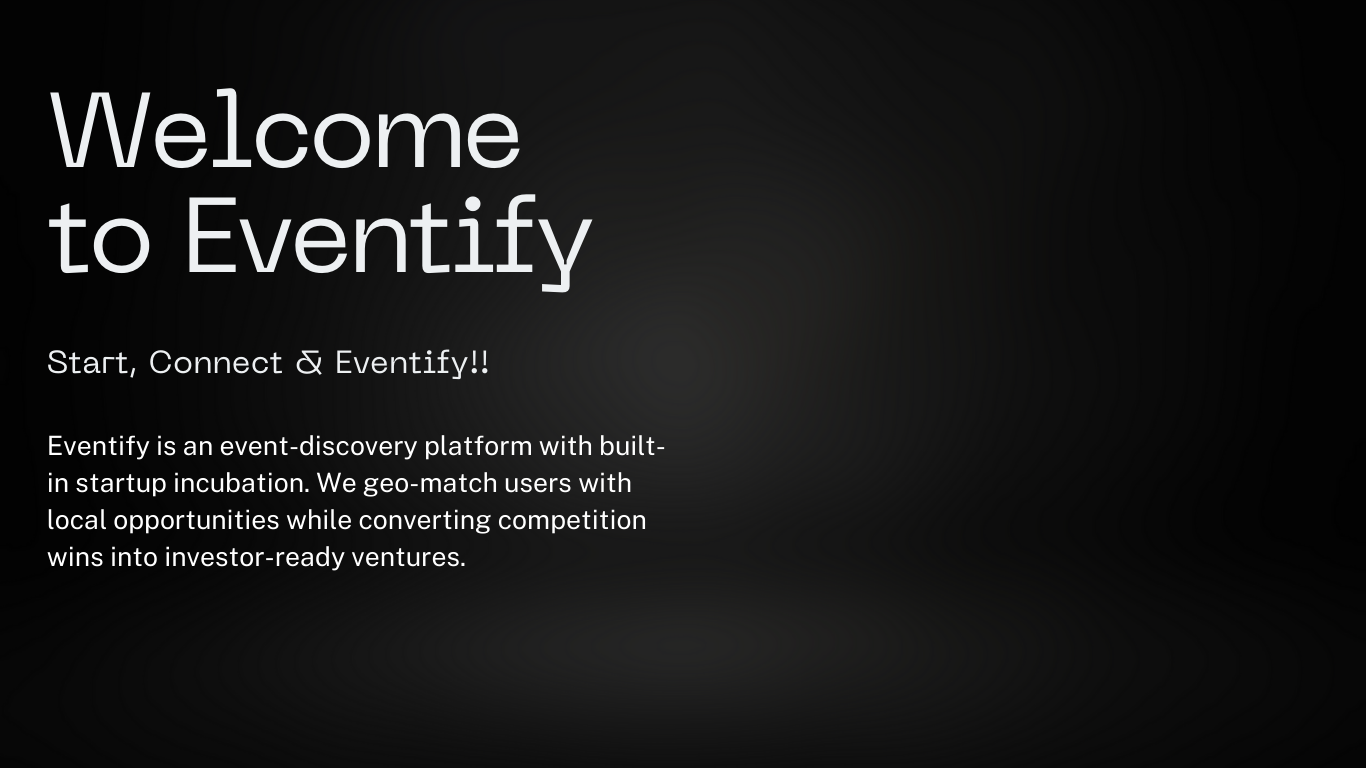 Welcome
to Eventify
Start, Connect & Eventify!!
Eventify is an event-discovery platform with built-
in startup incubation. We geo-match users with
local opportunities while converting competition
wins into investor-ready ventures.